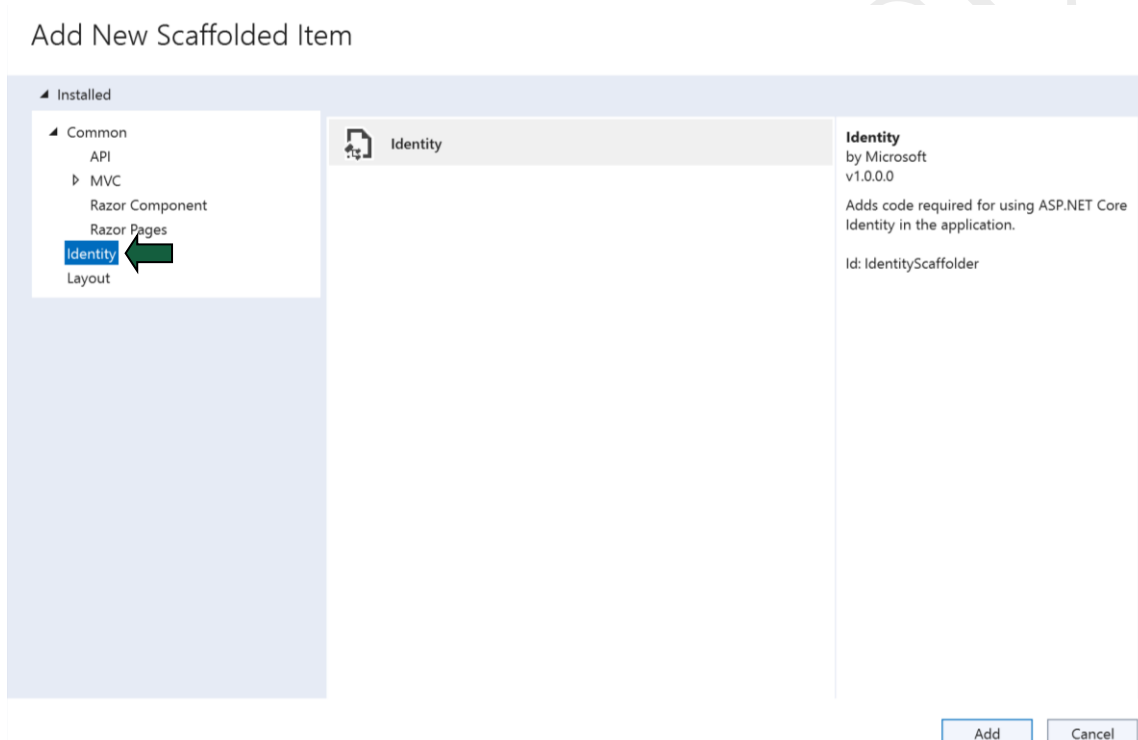 Add New Scaffolded Item
Installed
Common
API
MVC
Razor Component
Razor Pages
Identity
Layout
Identity
Identity
by Microsoft
v1.0.0.0
Adds code required for using ASP.NET Core
Identity in the application.
Id: IdentityScaffolder
Add
Cancel